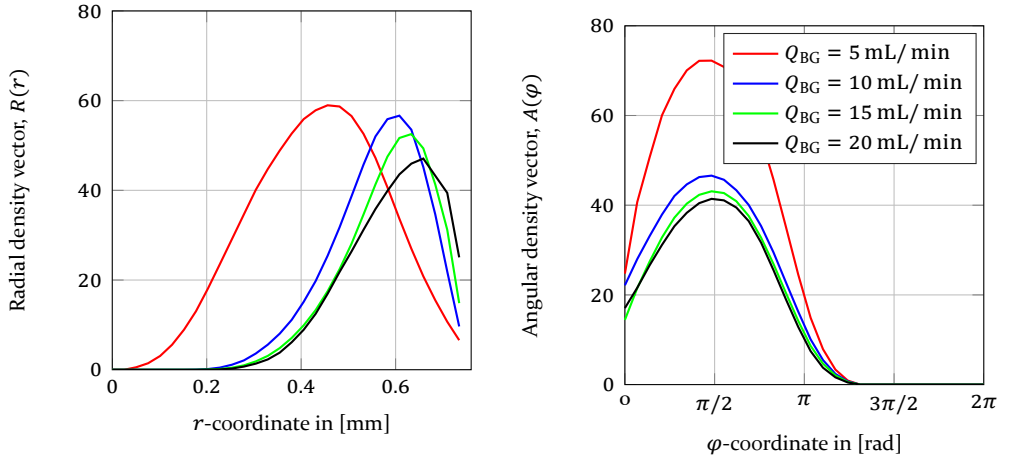 80
60
40
20
0
0
0.2
0.4
0.6
Radial density vector, R(r)
r-coordinate in [mm]
80
60
40
20
0
0
π/2
π
3π/2
2π
Angular density vector, A(φ)
φ-coordinate in [rad]
Q_BG = 5 mL/min
Q_BG = 10 mL/min
Q_BG = 15 mL/min
Q_BG = 20 mL/min